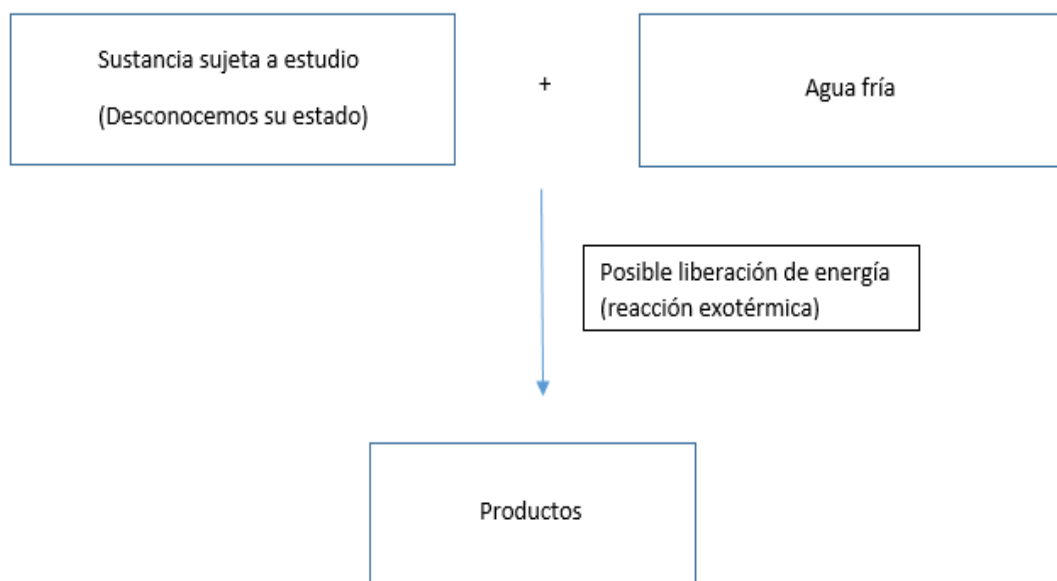 Sustancia sujeta a estudio
(Desconocemos su estado)
+
Agua fría
Posible liberación de energía
(reacción exotérmica)
Productos